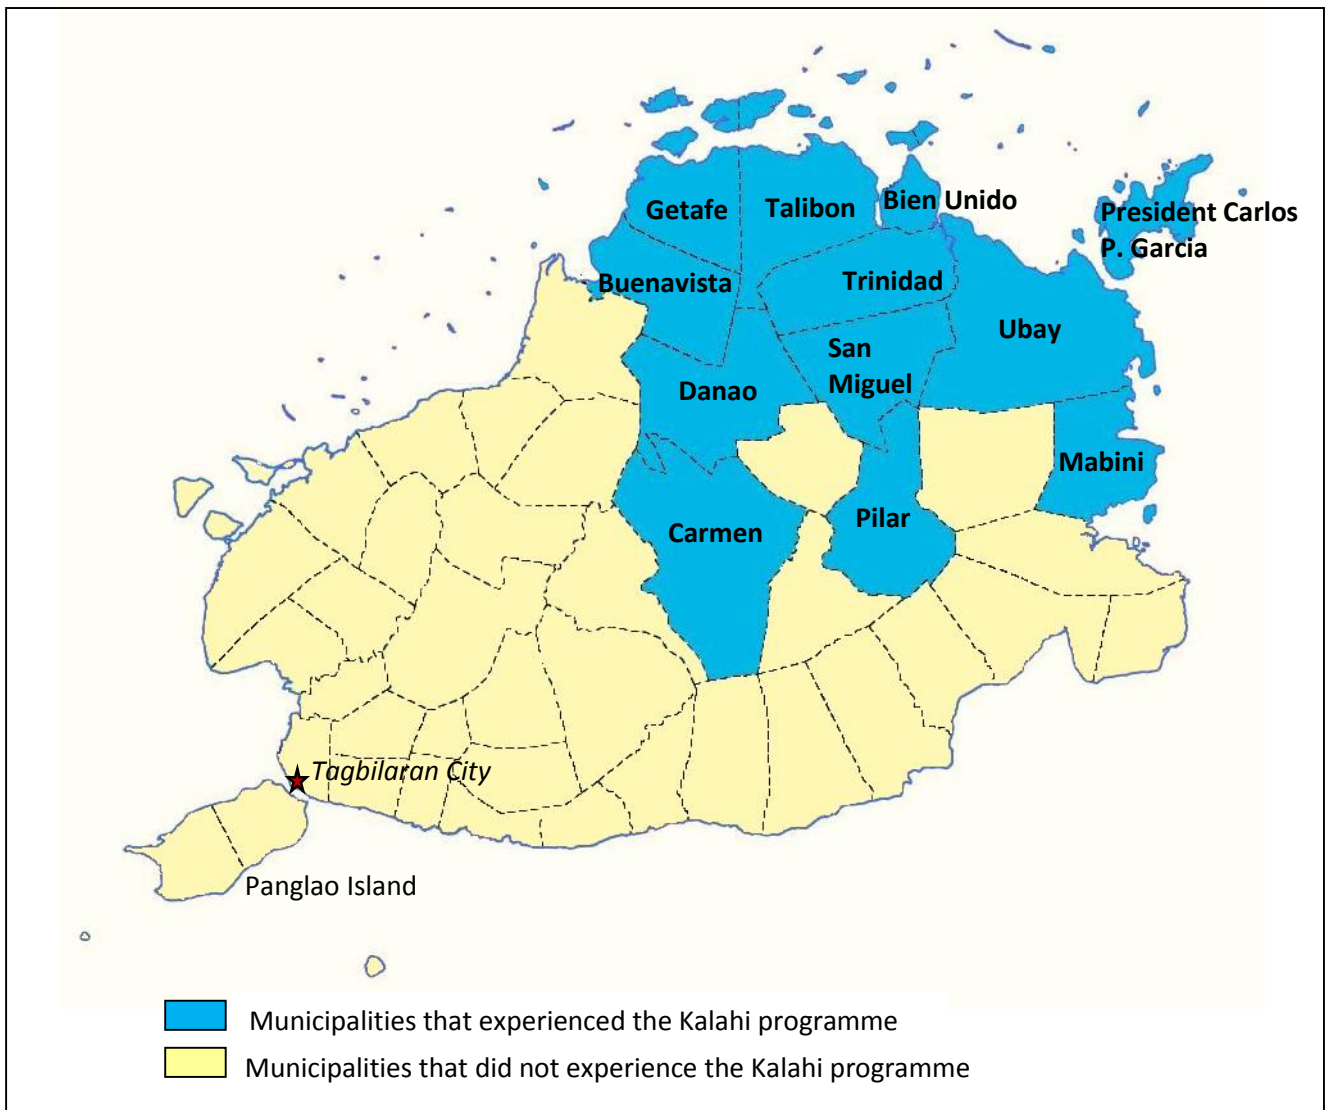 Getafe
Talibon
Bien Unido
President Carlos
P. Garcia
Buenavista
Trinidad
Ubay
San
Miguel
Danao
Mabini
Pilar
Carmen
Tagbilaran City
Panglao Island
Municipalities that experienced the Kalahi programme
Municipalities that did not experience the Kalahi programme